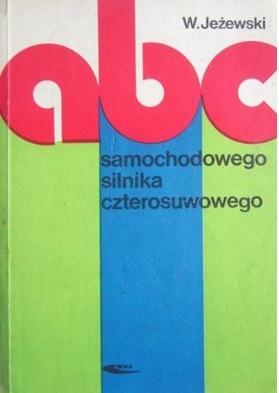 W. Jeżewski
abc
samochodowego
silnika
czterosuwowego